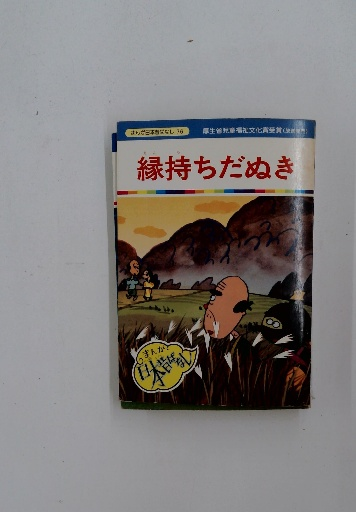 まんが日本昔ばなし 36
厚生省児童福祉文化賞受賞
縁持ちだぬき
まんが
日本昔ばなし